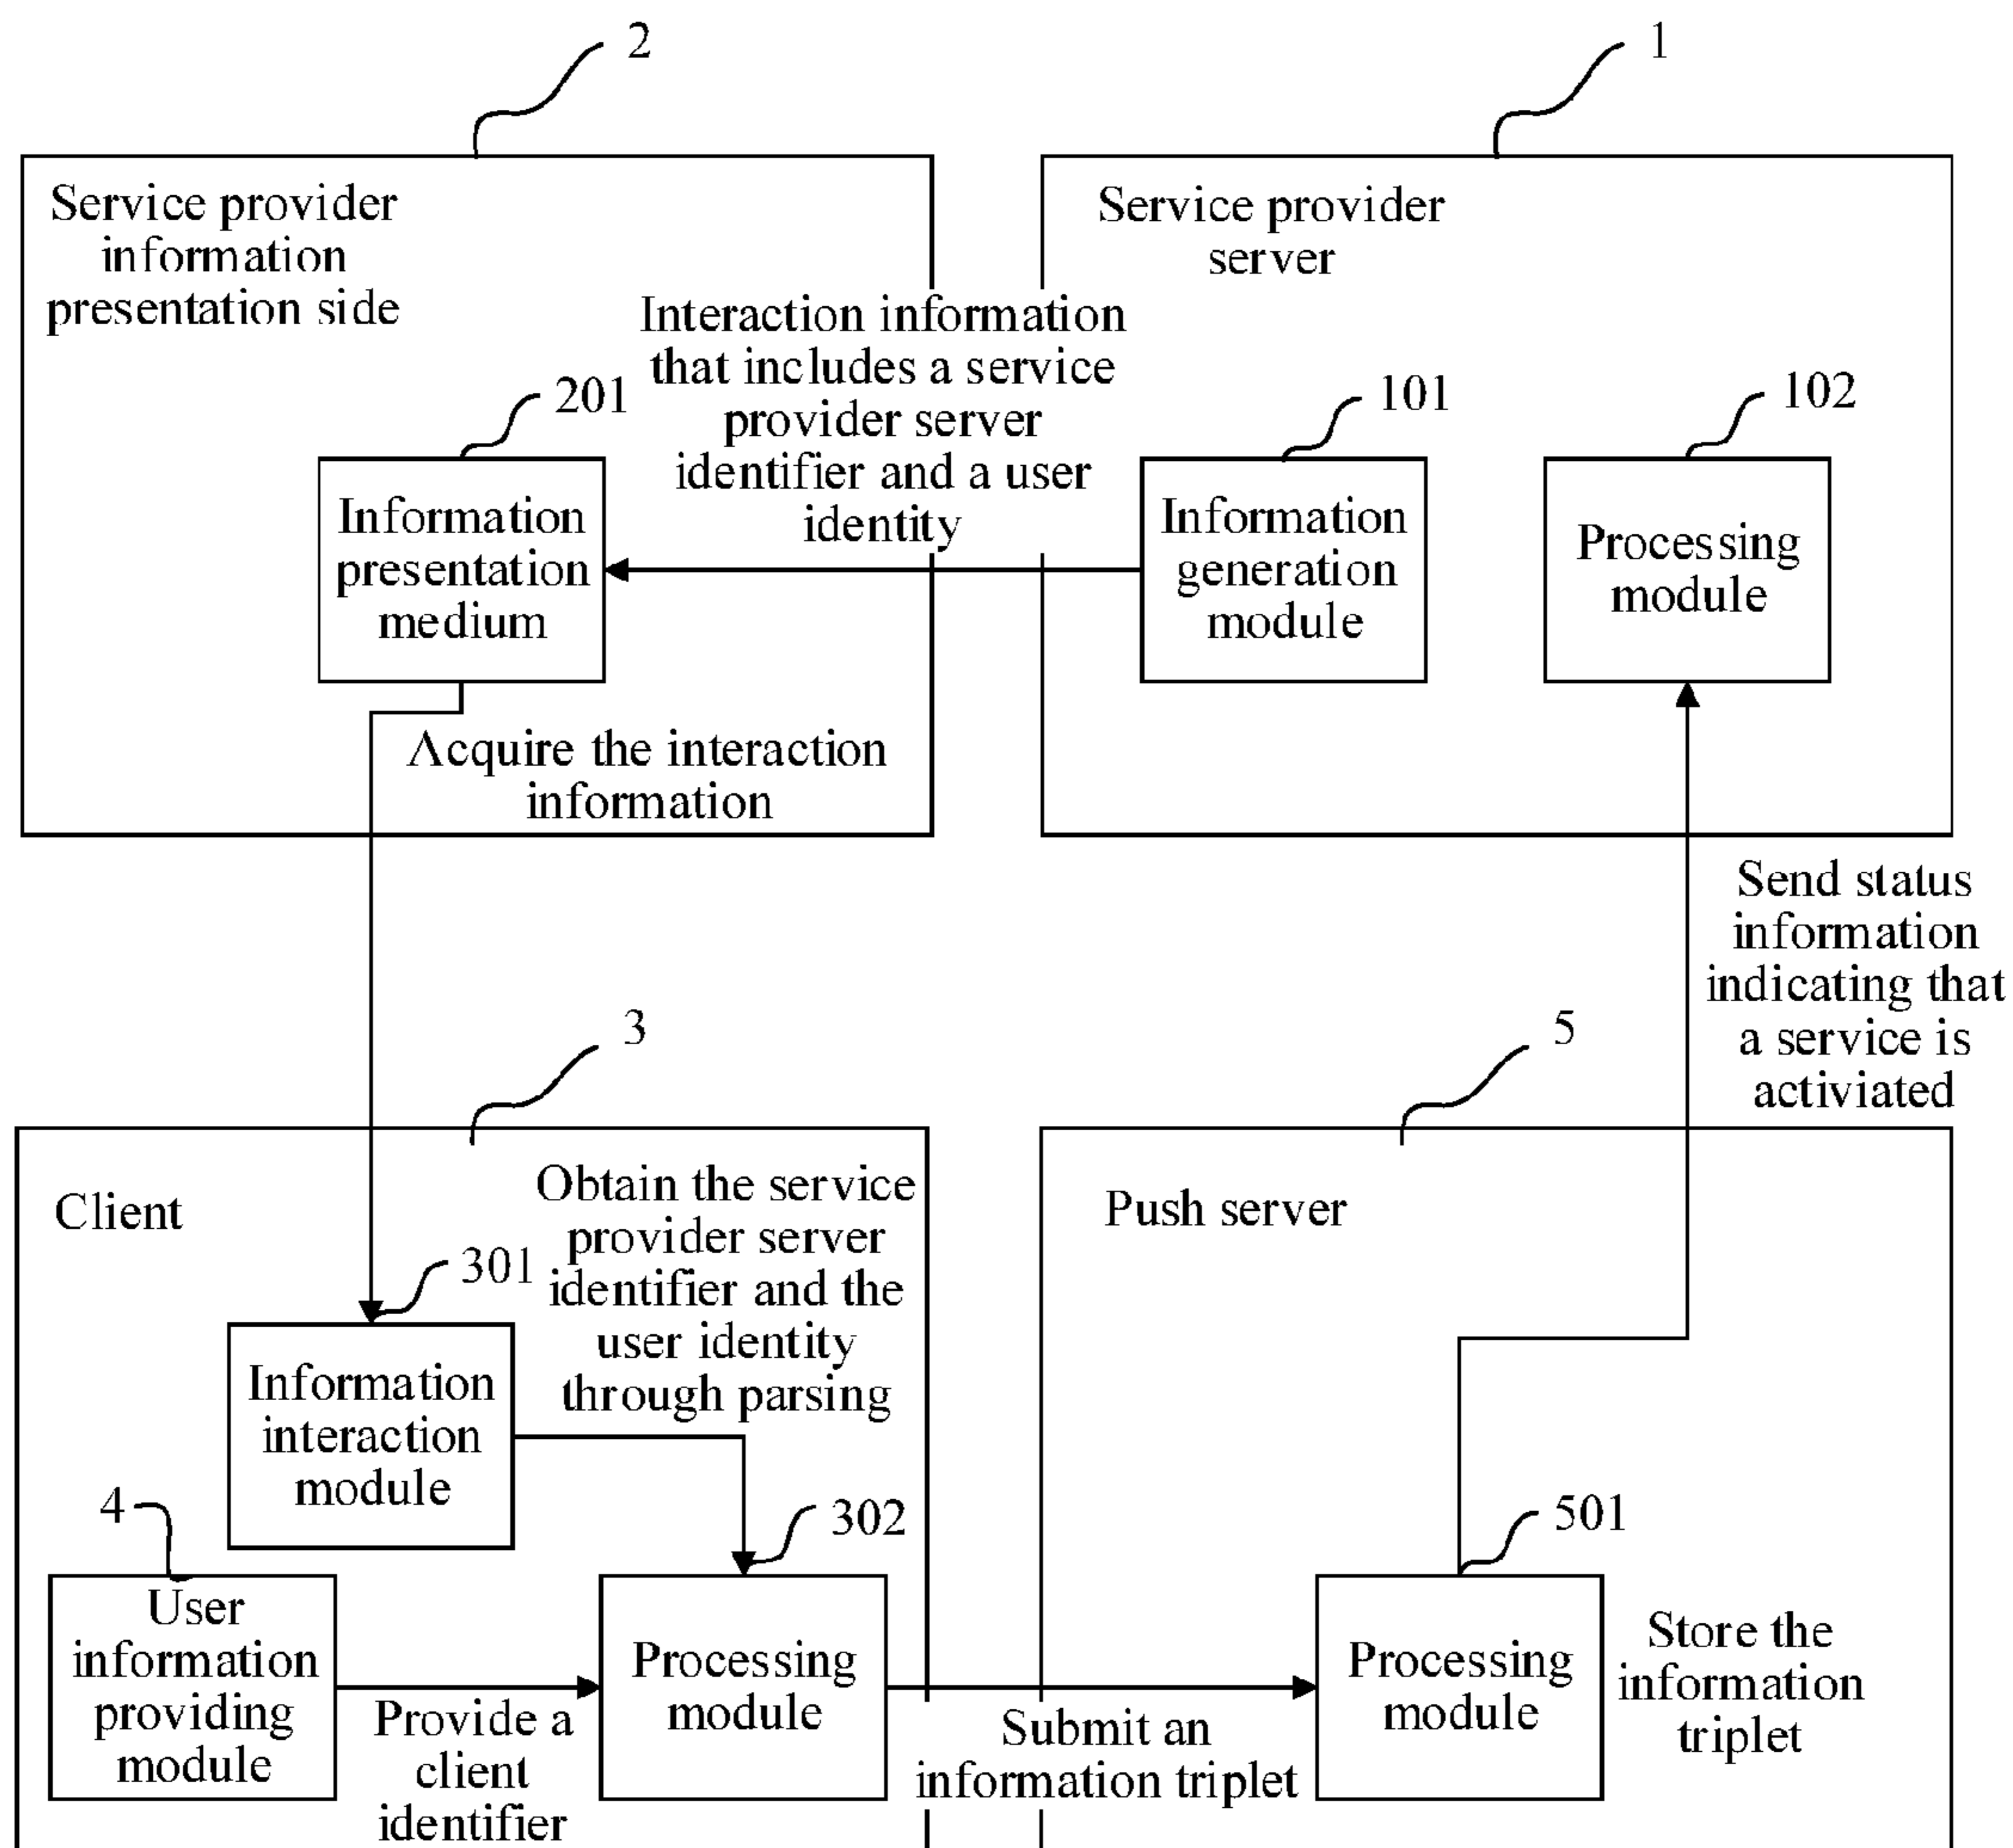 2
1
Service provider
information
presentation side
Service provider
server
Interaction information
that includes a service
provider server
identifier and a user
identity
201
101
102
Information
presentation
medium
Information
generation
module
Processing
module
Acquire the interaction
information
Send status
information
indicating that
a service is
activiated
3
5
Client
Obtain the service
provider server
identifier and the
user identity
through parsing
Push server
301
Information
interaction
module
4
302
501
User
information
providing
module
Provide a
client
identifier
Processing
module
Submit an
information triplet
Processing
module
Store the
information
triplet